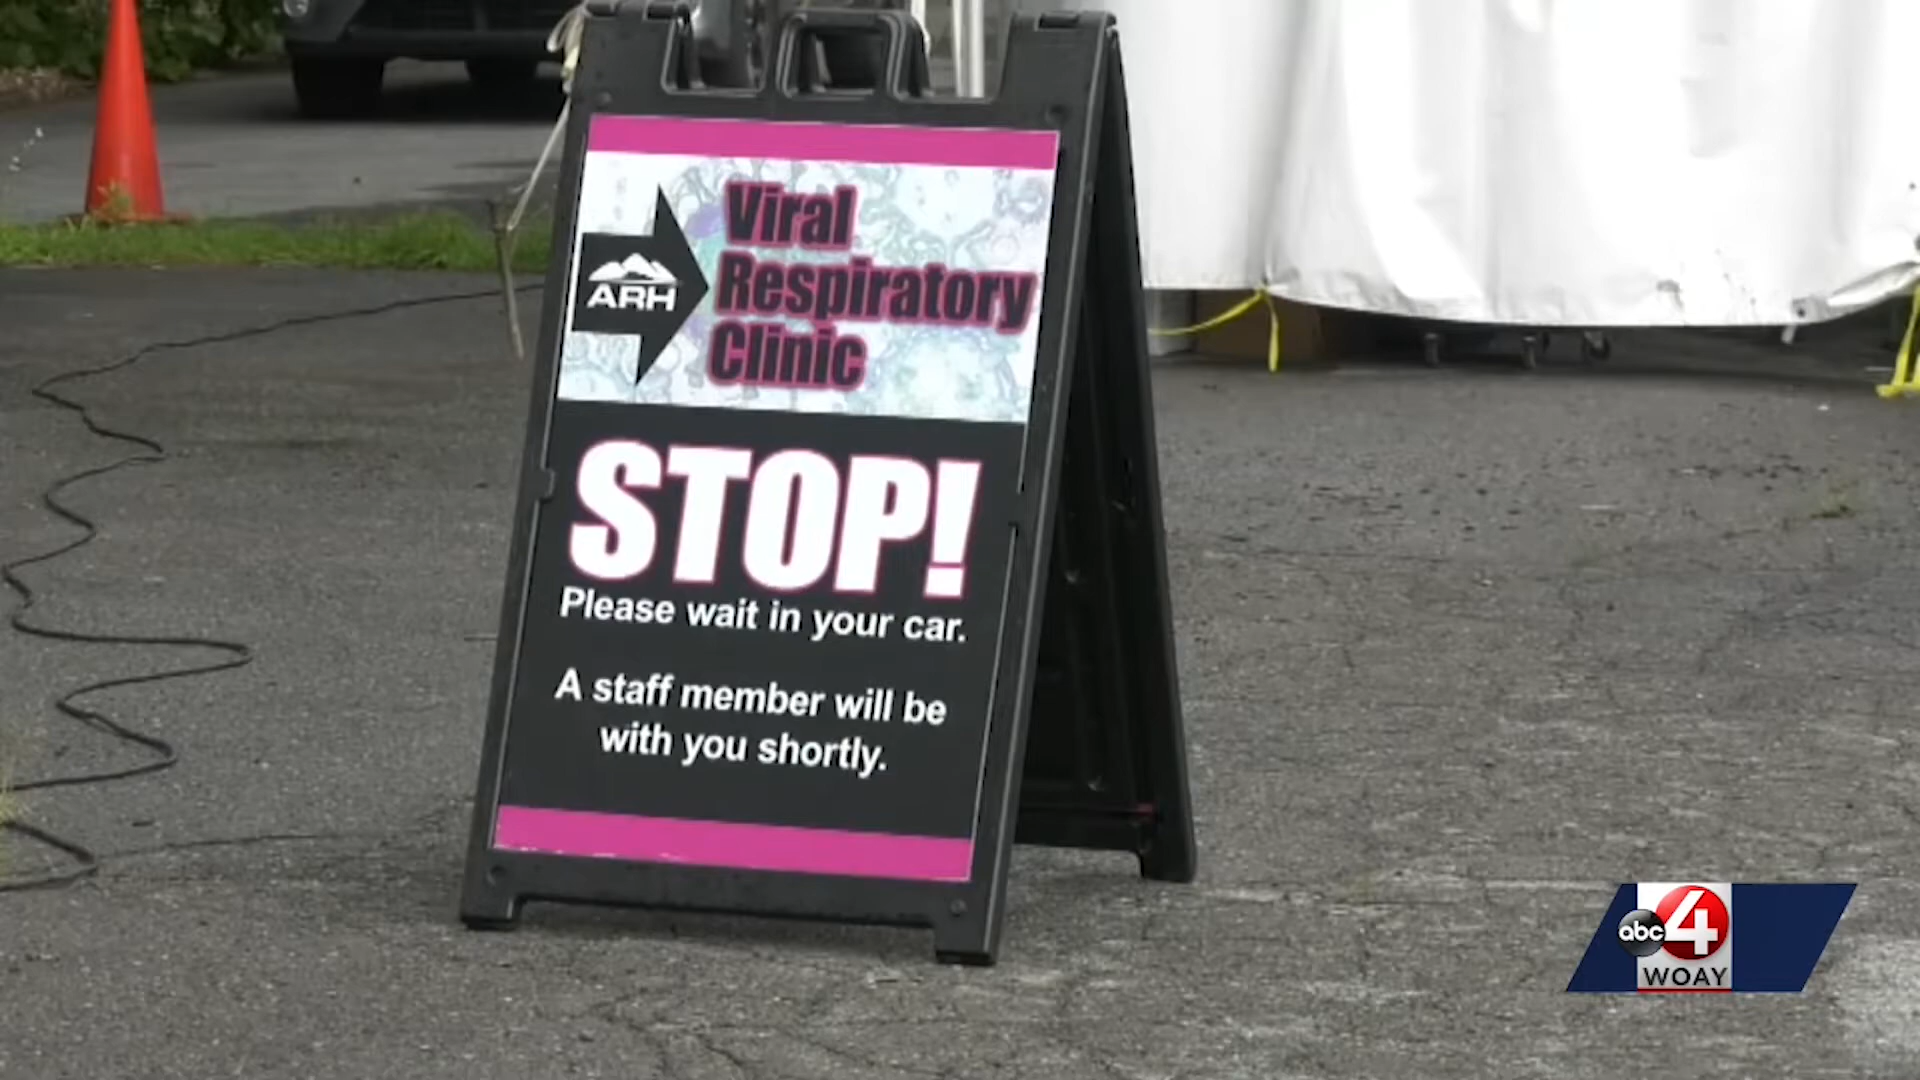 ARH
Viral
Respiratory
Clinic
STOP!
Please wait in your car.
A staff member will be
with you shortly.
abc 4
WOAY